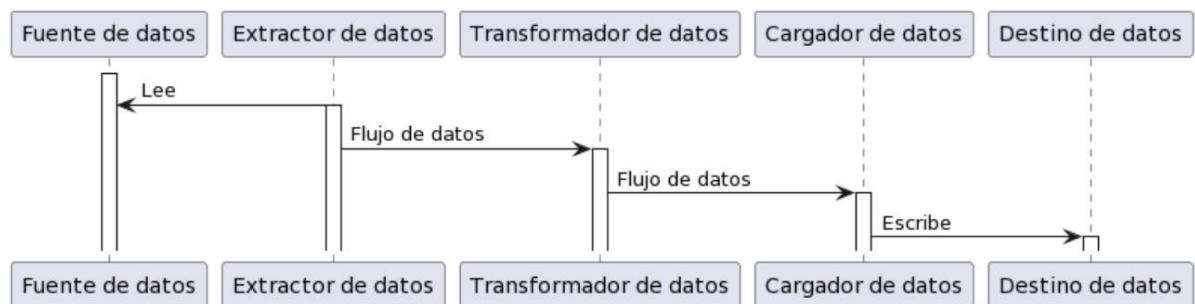 Fuente de datos
Extractor de datos
Transformador de datos
Cargador de datos
Destino de datos
Lee
Flujo de datos
Flujo de datos
Escribe
Fuente de datos
Extractor de datos
Transformador de datos
Cargador de datos
Destino de datos